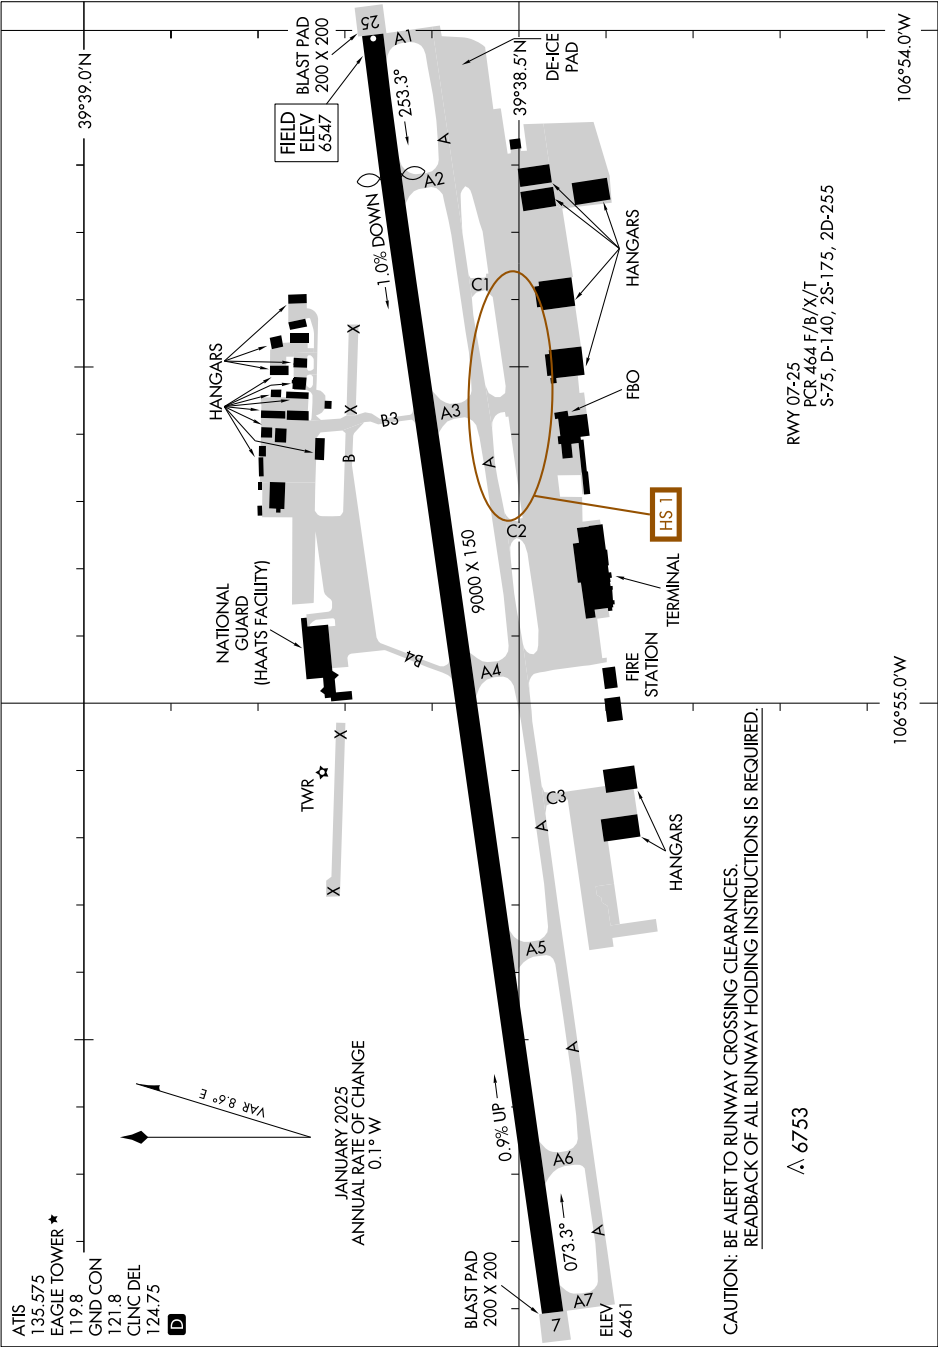 ATIS
135.575
EAGLE TOWER ★
119.8
GND CON
121.8
CLNC DEL
124.75
D
VAR 8.6° E
JANUARY 2025
ANNUAL RATE OF CHANGE
0.1° W
39°39.0'N
39°38.5'N
106°55.0'W
106°54.0'W
TWR
X
X
NATIONAL
GUARD
(HAATS FACILITY)
HANGARS
B
X
X
B3
B4
FIELD
ELEV
6547
BLAST PAD
200 X 200
25
253.3°
1.0% DOWN
9000 X 150
0.9% UP
073.3°
7
BLAST PAD
200 X 200
ELEV
6461
A7
A
A6
A
A5
A
A4
A
A3
A2
A
A1
C3
C2
C1
DE-ICE
PAD
HANGARS
FBO
HS 1
TERMINAL
FIRE
STATION
HANGARS
RWY 07-25
PCR 464 F/B/X/T
S-75, D-140, 2S-175, 2D-255
CAUTION: BE ALERT TO RUNWAY CROSSING CLEARANCES.
READBACK OF ALL RUNWAY HOLDING INSTRUCTIONS IS REQUIRED.
6753